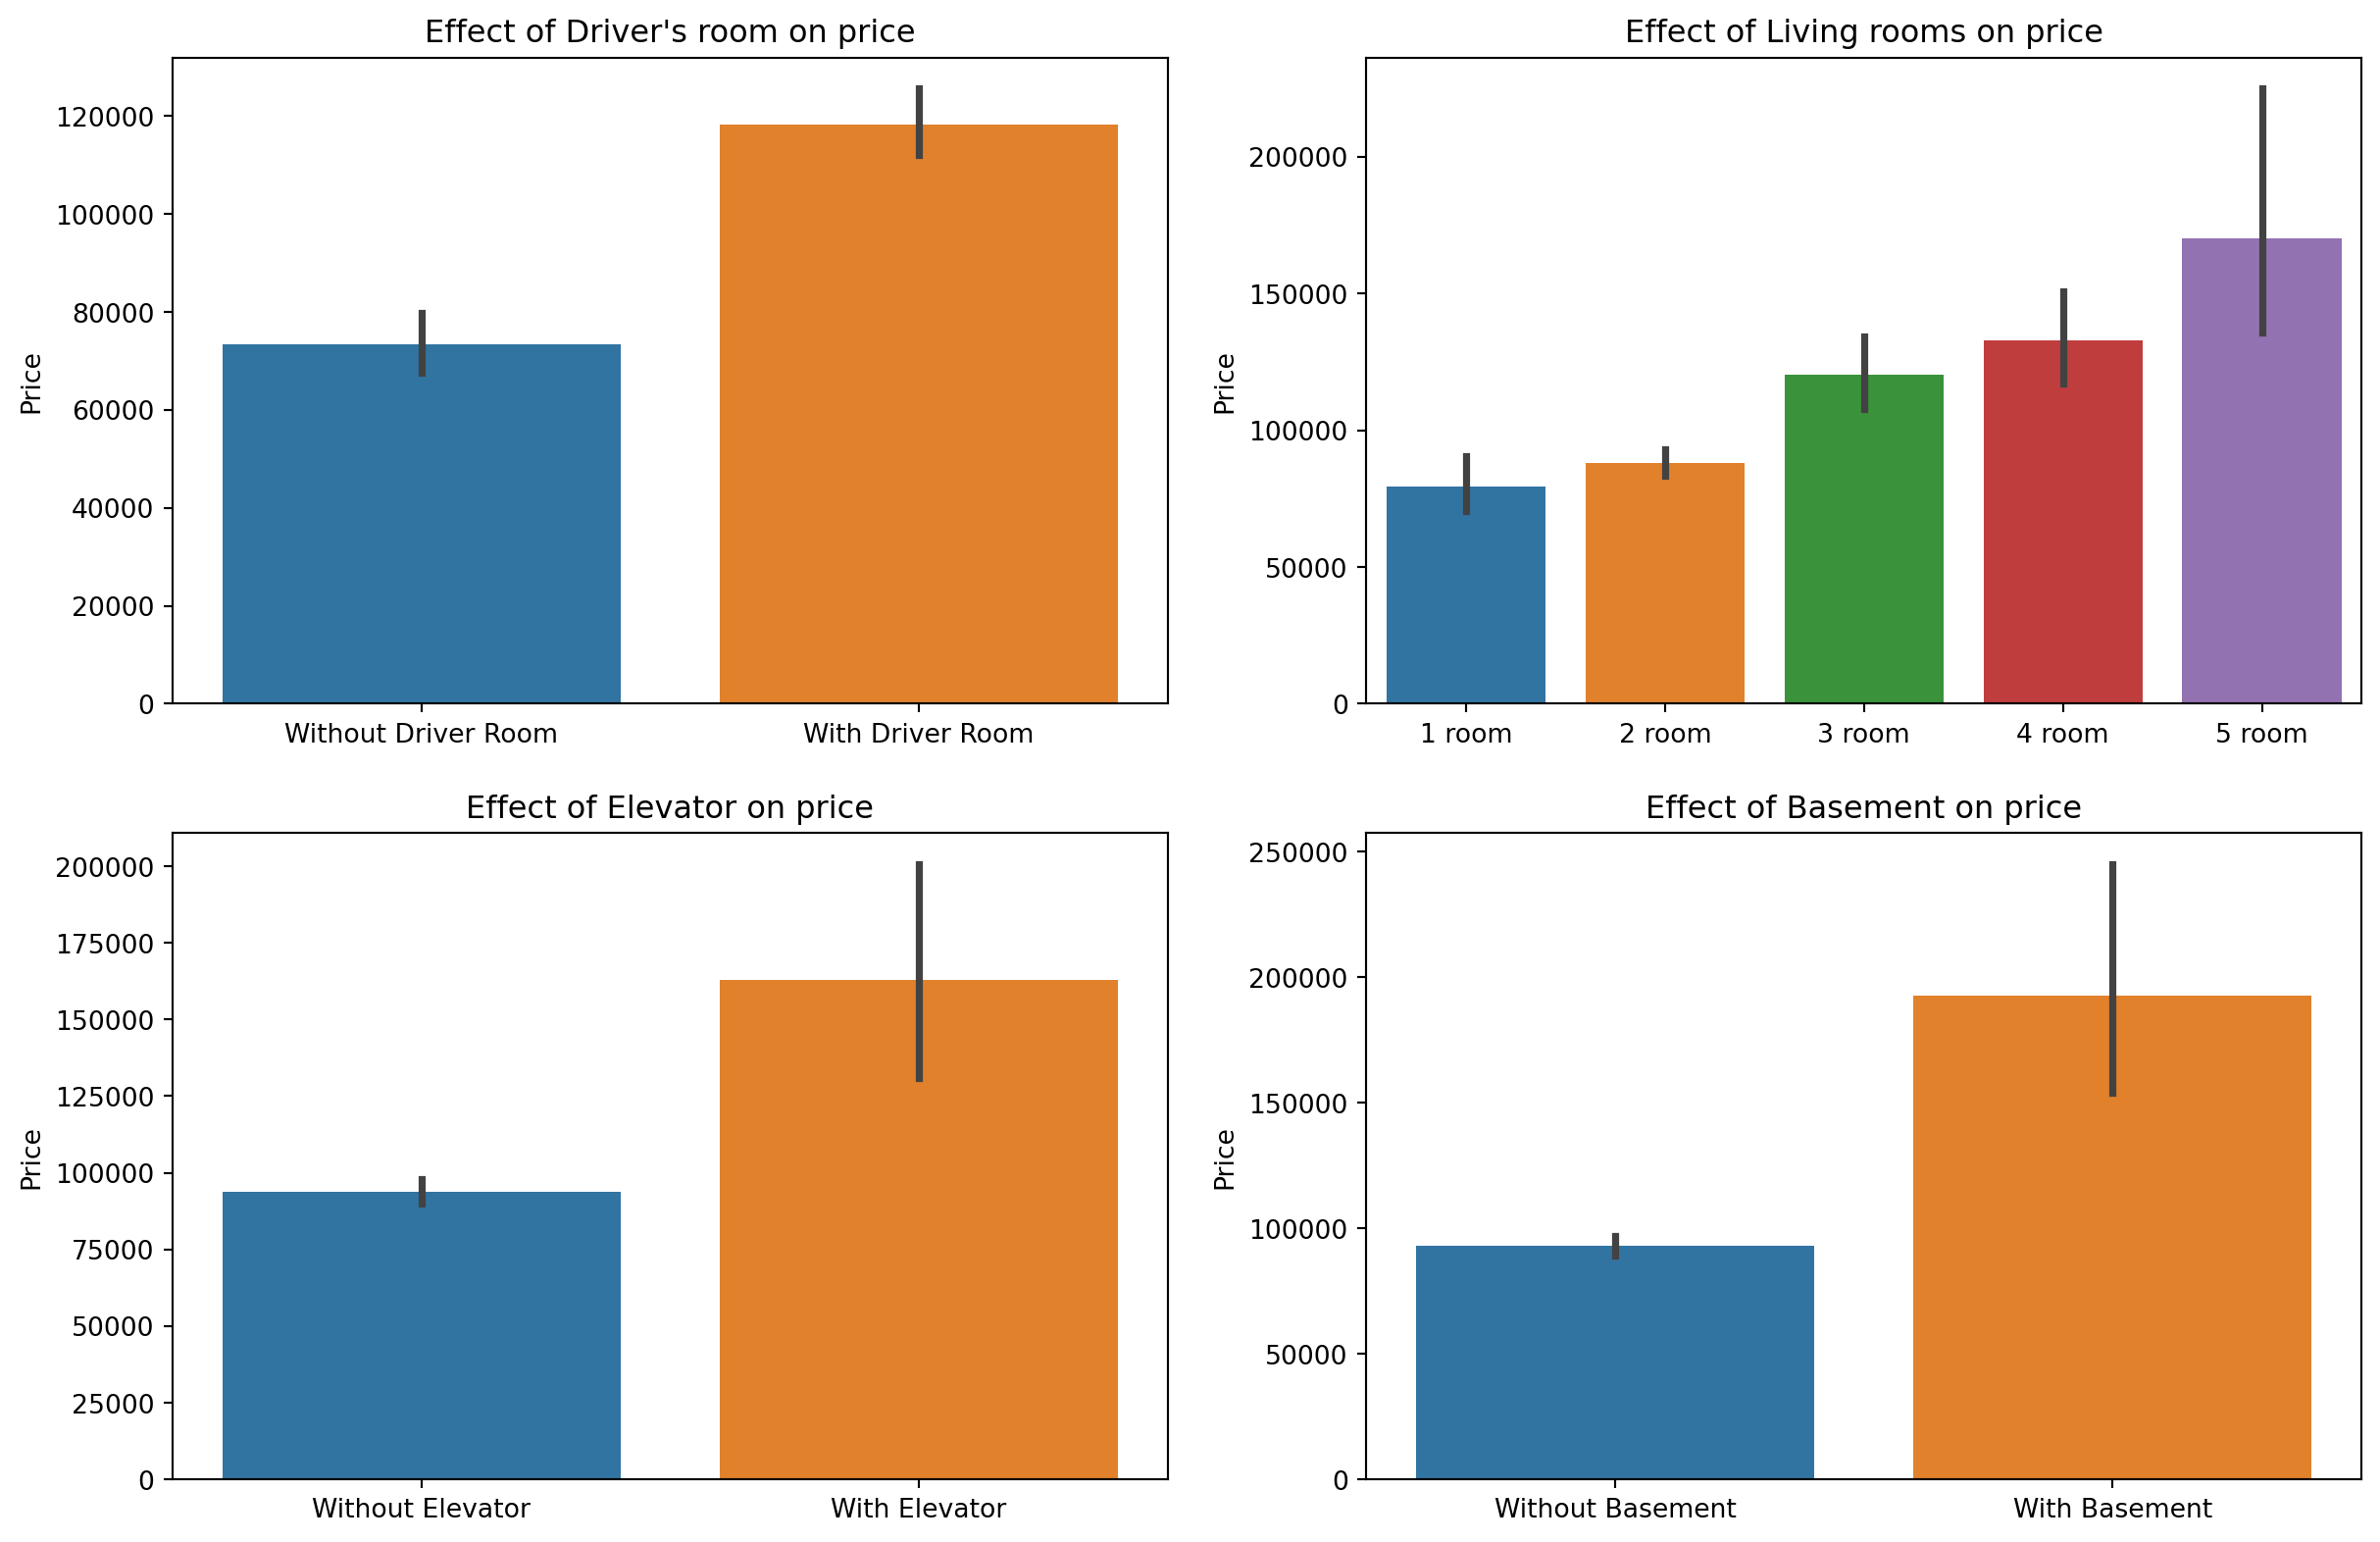 Effect of Driver's room on price
Price
120000
100000
80000
60000
40000
20000
0
Without Driver Room
With Driver Room
Effect of Living rooms on price
Price
200000
150000
100000
50000
0
1 room
2 room
3 room
4 room
5 room
Effect of Elevator on price
Price
200000
175000
150000
125000
100000
75000
50000
25000
0
Without Elevator
With Elevator
Effect of Basement on price
Price
250000
200000
150000
100000
50000
0
Without Basement
With Basement